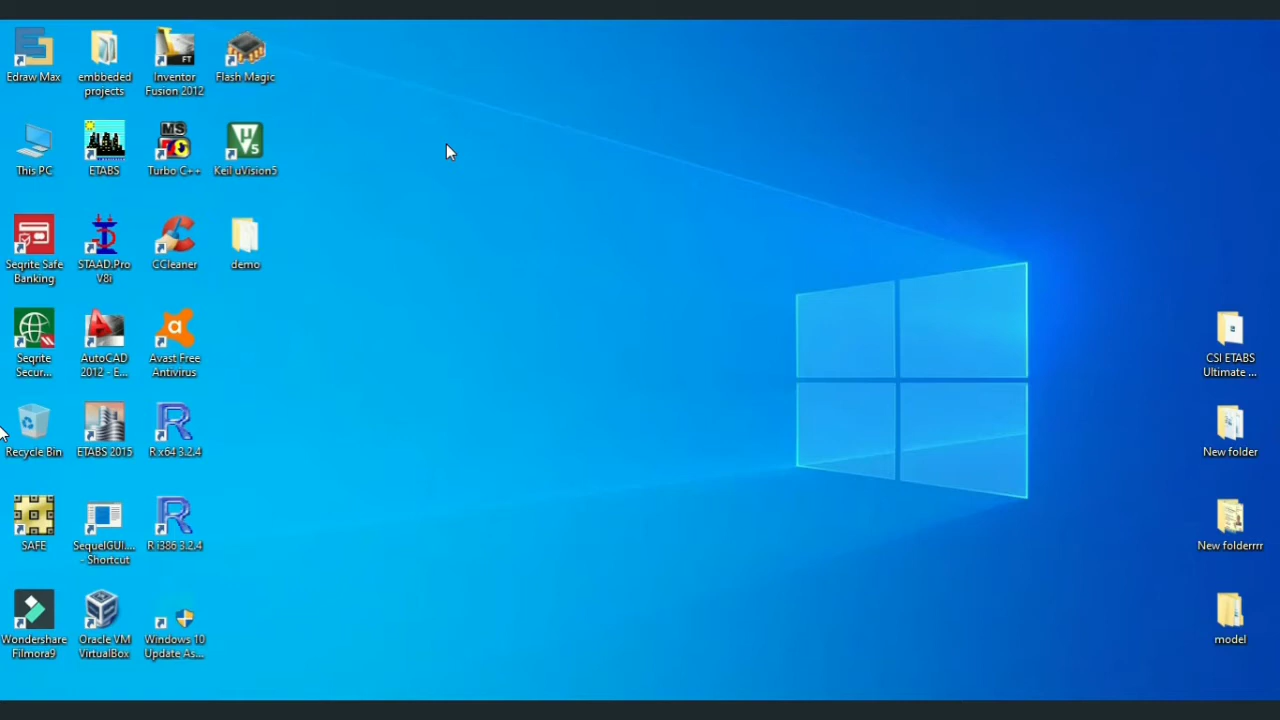 Edraw Max
embbeded
projects
Inventor
Fusion 2012
FT
Flash Magic
This PC
ETABS
MS
Turbo C++
μ
V5
Keil uVision5
Seqrite Safe
Banking
STAAD.Pro
V8i
CCleaner
demo
Seqrite
Secur...
AutoCAD
2012 - E...
Avast Free
Antivirus
Recycle Bin
ETABS 2015
R x64 3.2.4
SAFE
SequelGUI....
- Shortcut
R i386 3.2.4
Wondershare
Filmora9
Oracle VM
VirtualBox
Windows 10
Update As...
CSI ETABS
Ultimate ...
New folder
New folderrrr
model